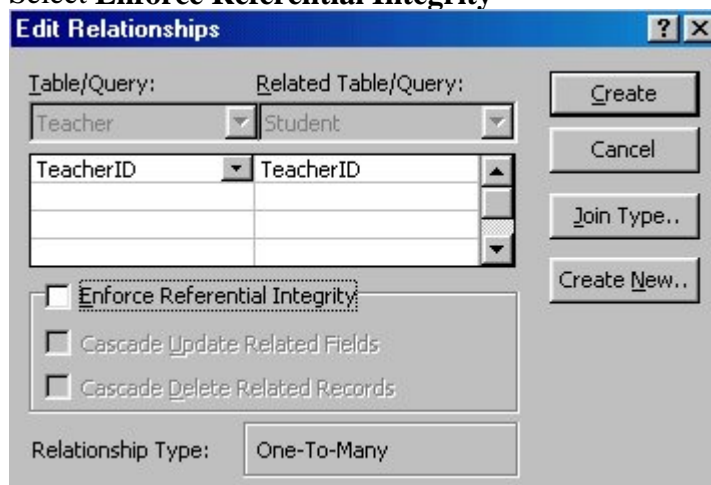 Select Enforce Referential Integrity
Edit Relationships
Table/Query: Related Table/Query:
Teacher Student
TeacherID TeacherID
Enforce Referential Integrity
Cascade Update Related Fields
Cascade Delete Related Records
Relationship Type: One-To-Many
Create
Cancel
Join Type..
Create New..